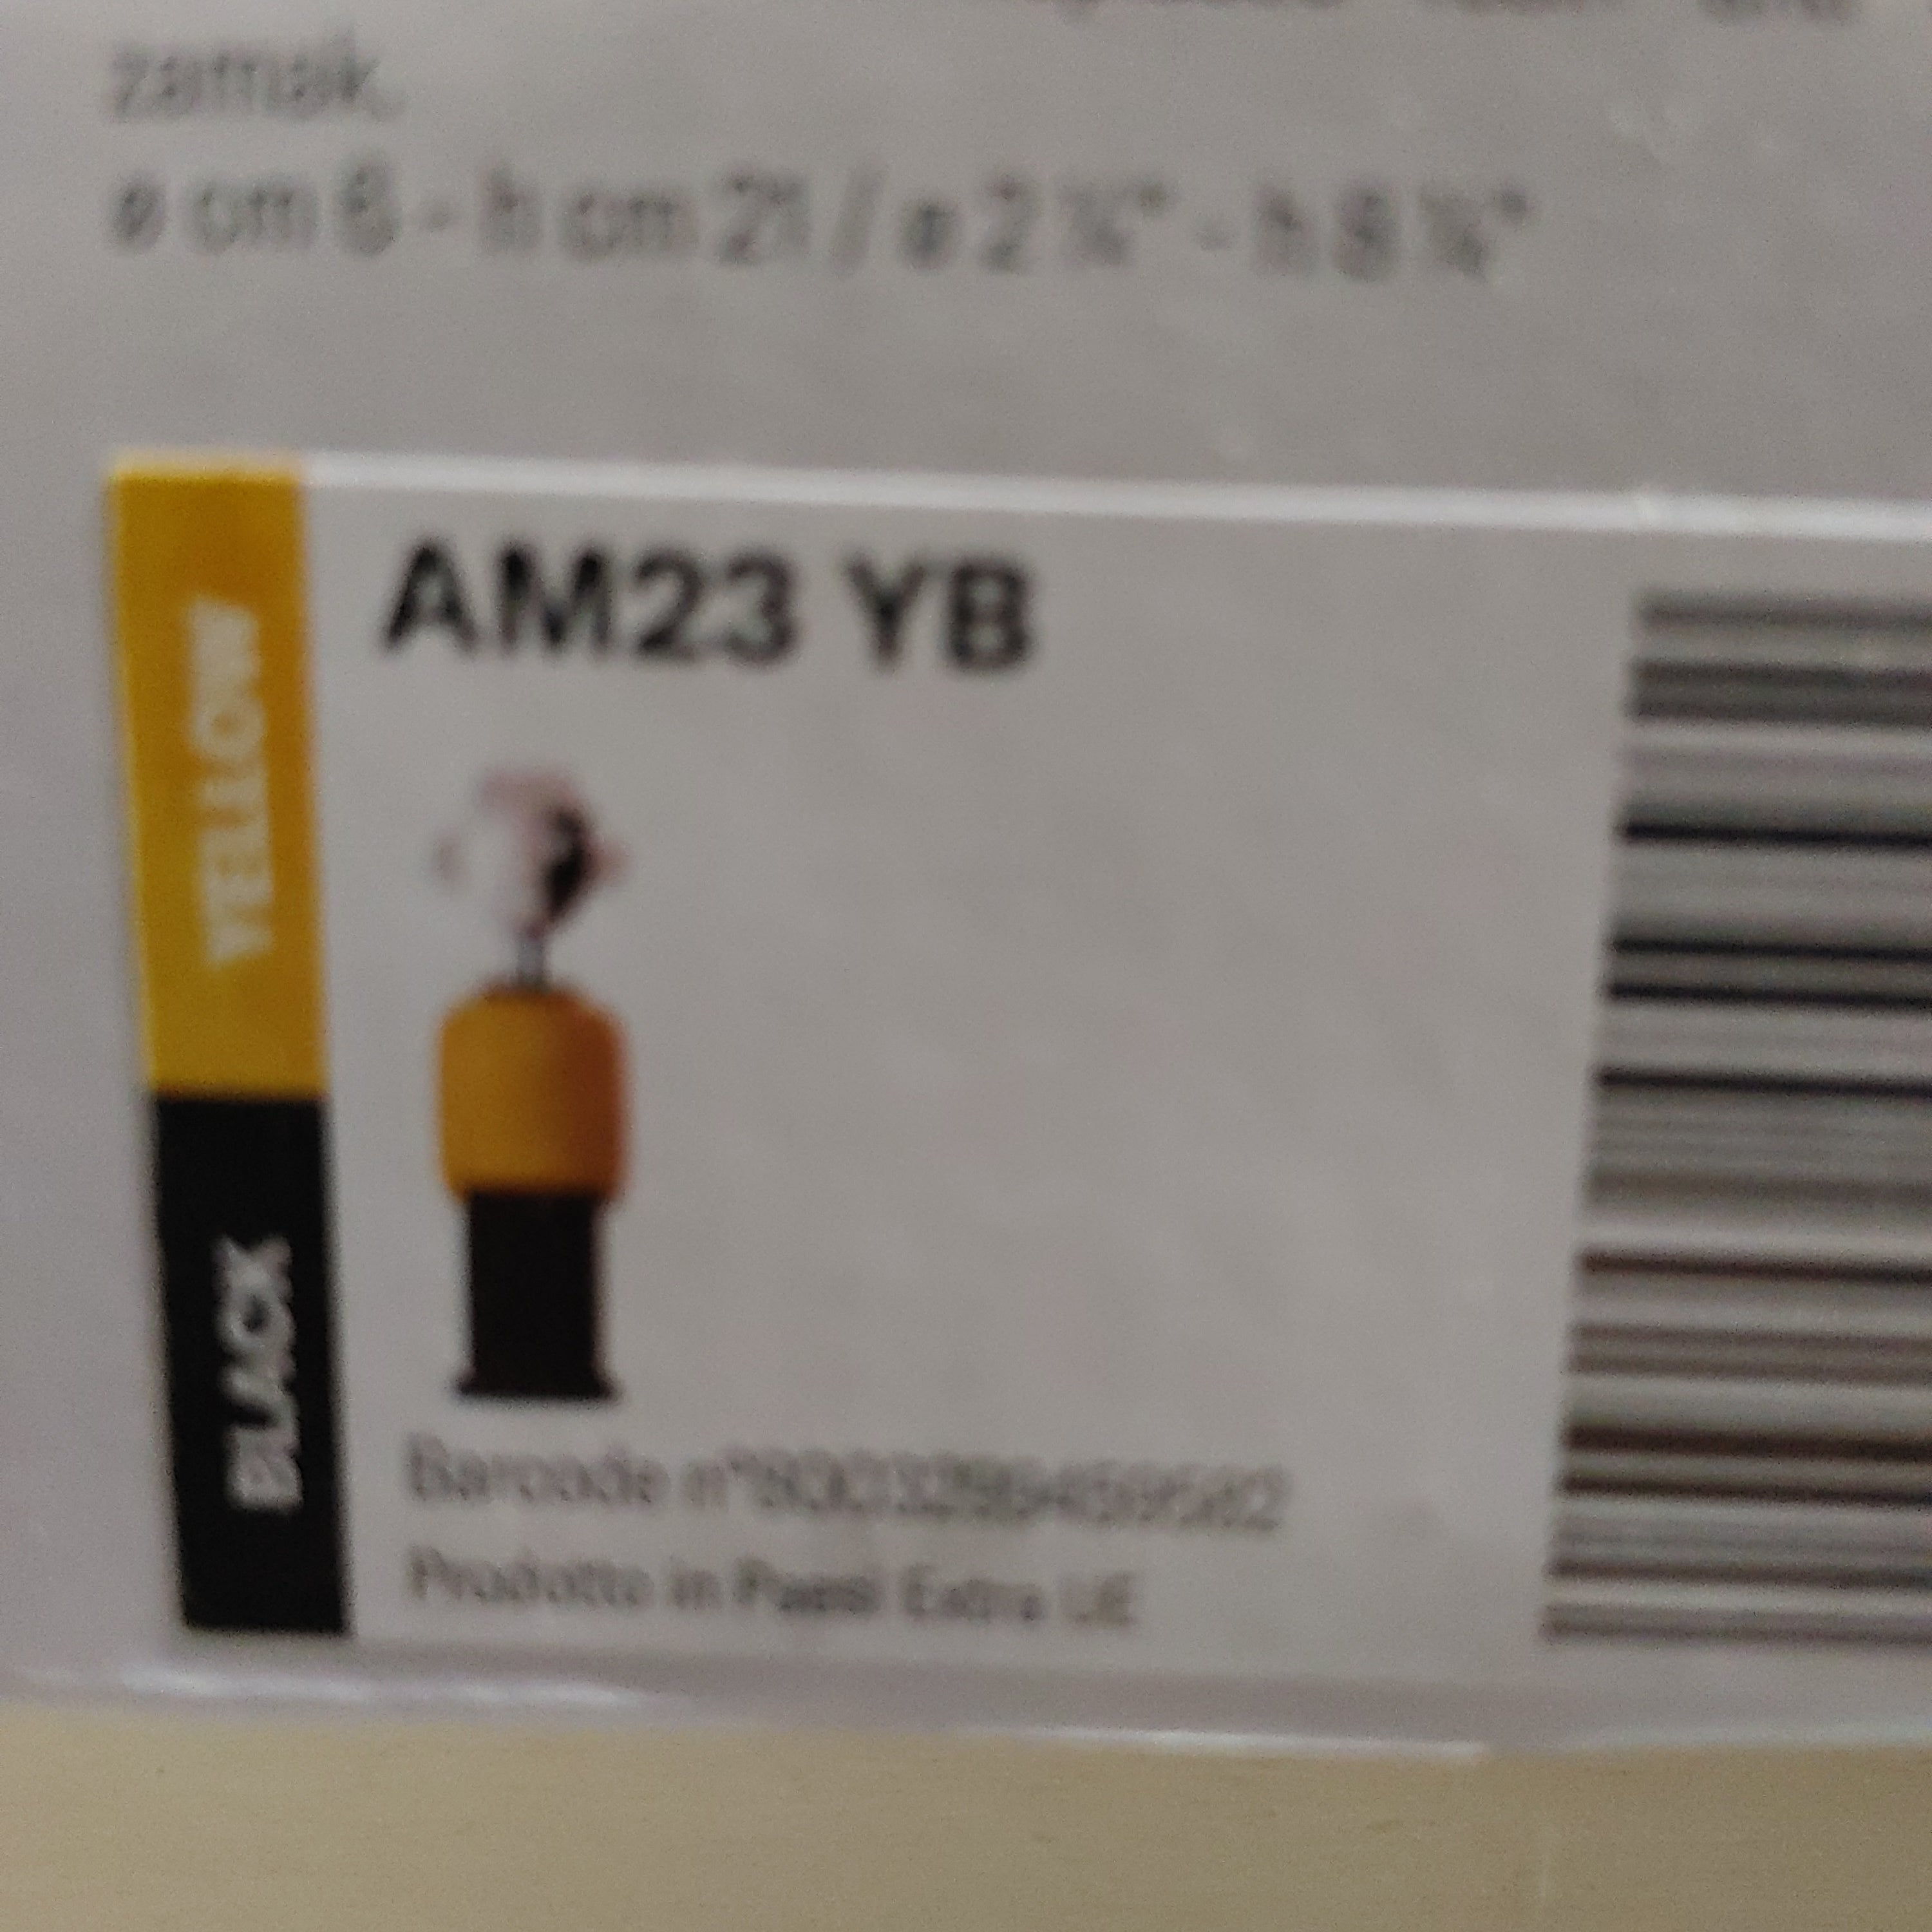 zamak.
ø cm 6 - h cm 21 / ø 2 ¼" - h 8 ¼"
YELLOW
BLACK
AM23 YB
Barcode
Prodotto in Paesi Extra UE